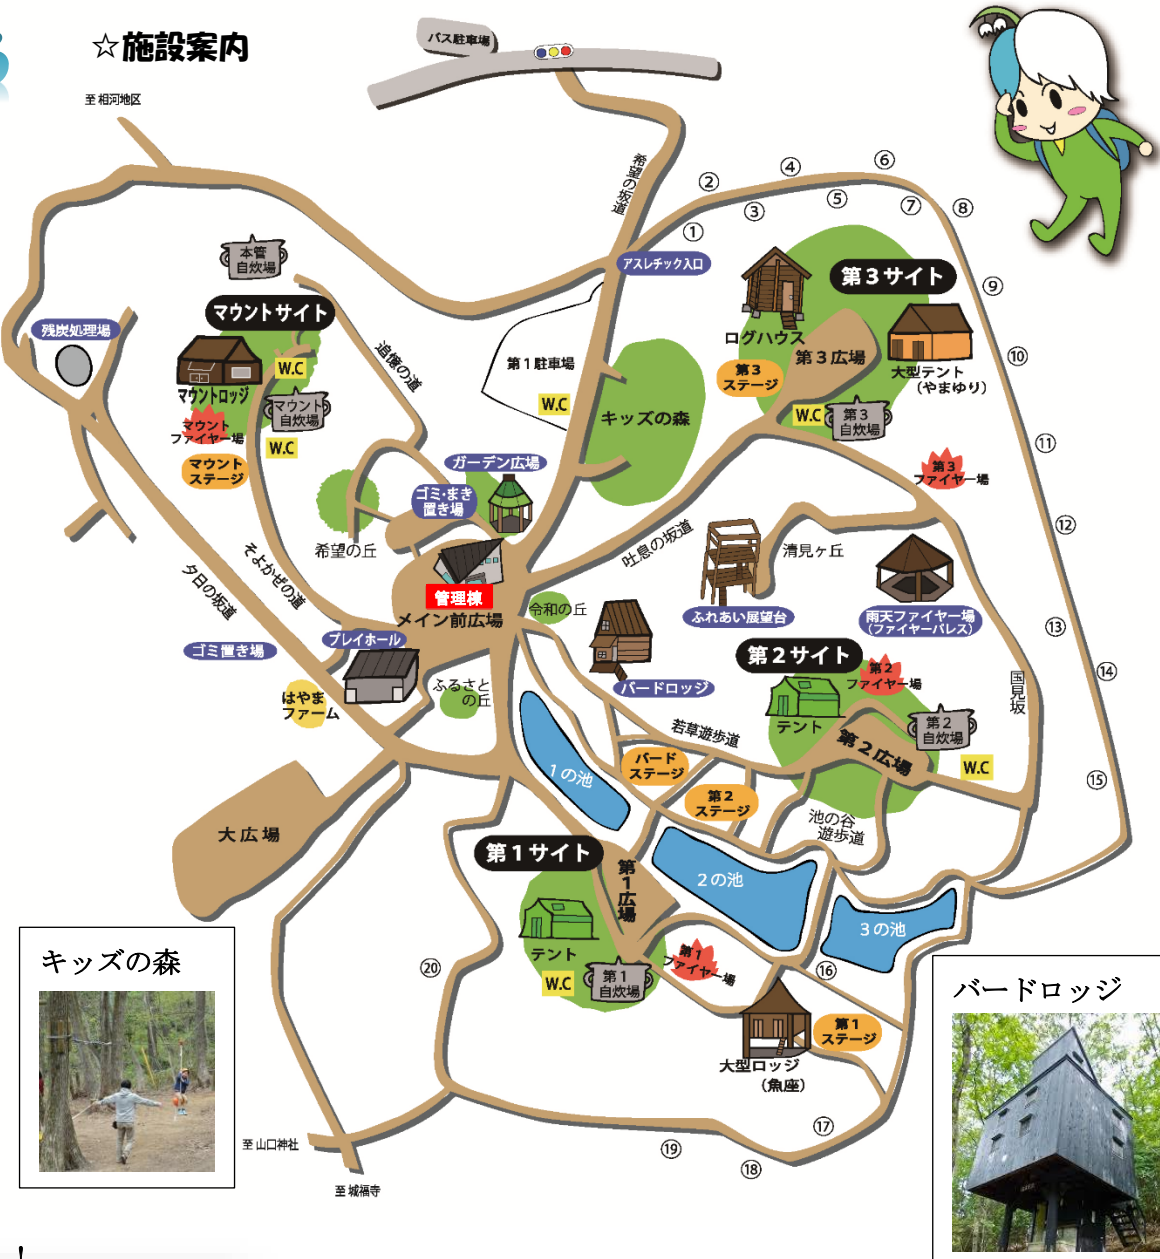 ☆施設案内
バス駐車場
至 相河地区
希望の坂道
①
②
③
④
⑤
⑥
⑦
⑧
⑨
⑩
⑪
⑫
⑬
⑭
⑮
アスレチック入口
本管
自炊場
マウントサイト
残炭処理場
マウントロッジ
W.C
マウント
自炊場
マウント
ファイヤー場
W.C
マウント
ステージ
追憶の道
第1駐車場
W.C
キッズの森
ログハウス
第3サイト
第3広場
第3
ステージ
大型テント
(やまゆり)
W.C
第3
自炊場
第3
ファイヤー場
ガーデン広場
ゴミ・まき
置き場
希望の丘
そよかぜの道
夕日の坂道
管理棟
メイン前広場
吐息の坂道
清見ヶ丘
ふれあい展望台
雨天ファイヤー場
(ファイヤーパレス)
令和の丘
プレイホール
ゴミ置き場
はやま
ファーム
ふるさと
の丘
バードロッジ
第2サイト
第2
ファイヤー場
テント
第2
自炊場
第2広場
W.C
国見坂
若草遊歩道
バード
ステージ
第2
ステージ
池の谷
遊歩道
1の池
2の池
3の池
大広場
第1サイト
第1広場
テント
W.C
第1
自炊場
第1
ファイヤー場
⑯
大型ロッジ
(魚座)
第1
ステージ
⑰
⑱
⑲
⑳
至 山口神社
至 城福寺
キッズの森
バードロッジ